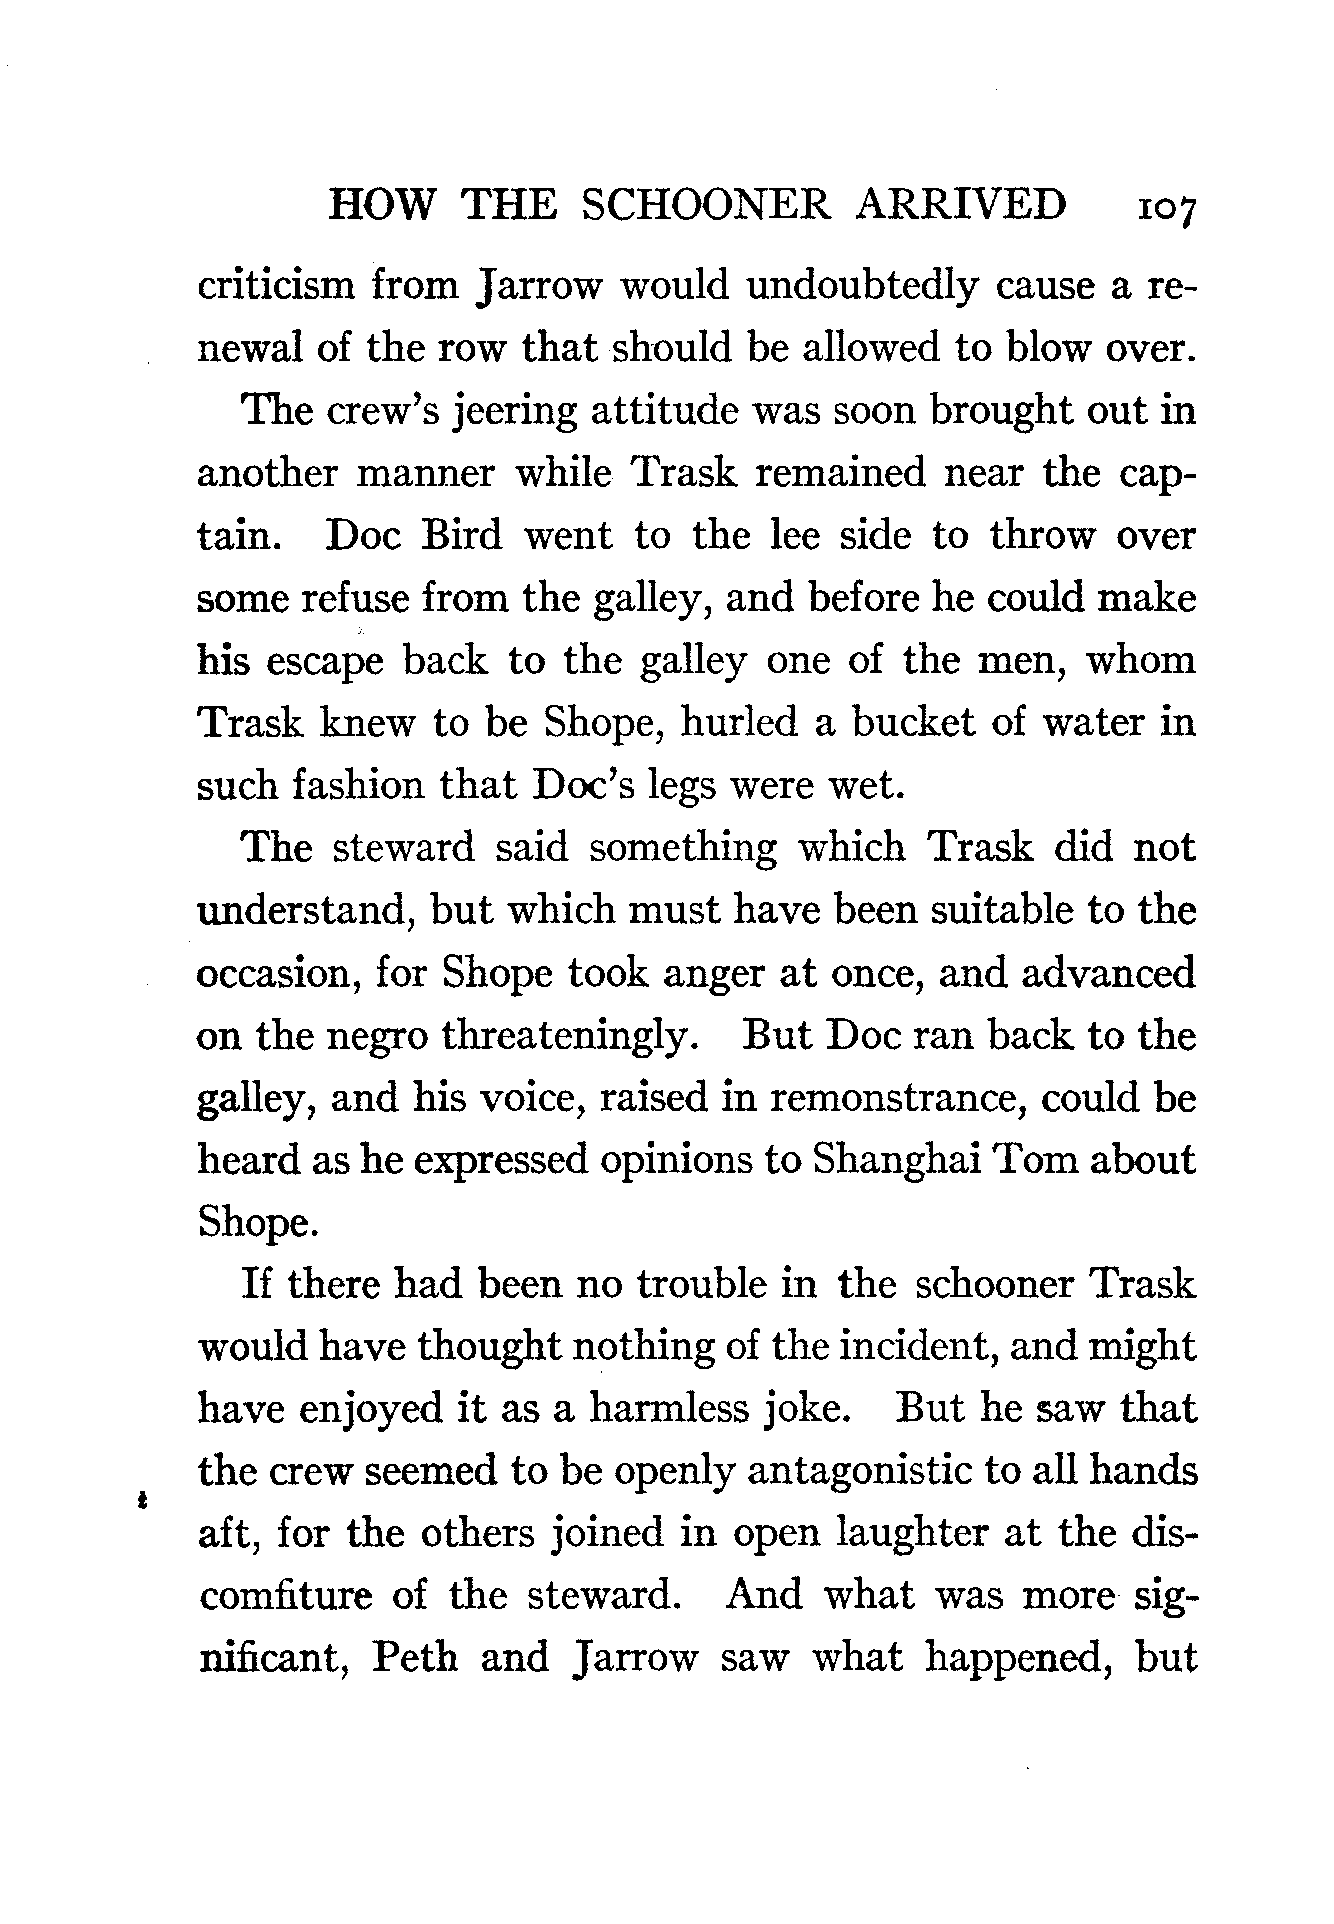 HOW THE SCHOONER ARRIVED 107
criticism from Jarrow would undoubtedly cause a re-
newal of the row that should be allowed to blow over.
The crew's jeering attitude was soon brought out in
another manner while Trask remained near the cap-
tain. Doc Bird went to the lee side to throw over
some refuse from the galley, and before he could make
his escape back to the galley one of the men, whom
Trask knew to be Shope, hurled a bucket of water in
such fashion that Doc's legs were wet.
The steward said something which Trask did not
understand, but which must have been suitable to the
occasion, for Shope took anger at once, and advanced
on the negro threateningly. But Doc ran back to the
galley, and his voice, raised in remonstrance, could be
heard as he expressed opinions to Shanghai Tom about
Shope.
If there had been no trouble in the schooner Trask
would have thought nothing of the incident, and might
have enjoyed it as a harmless joke. But he saw that
the crew seemed to be openly antagonistic to all hands
aft, for the others joined in open laughter at the dis-
comfiture of the steward. And what was more sig-
nificant, Peth and Jarrow saw what happened, but